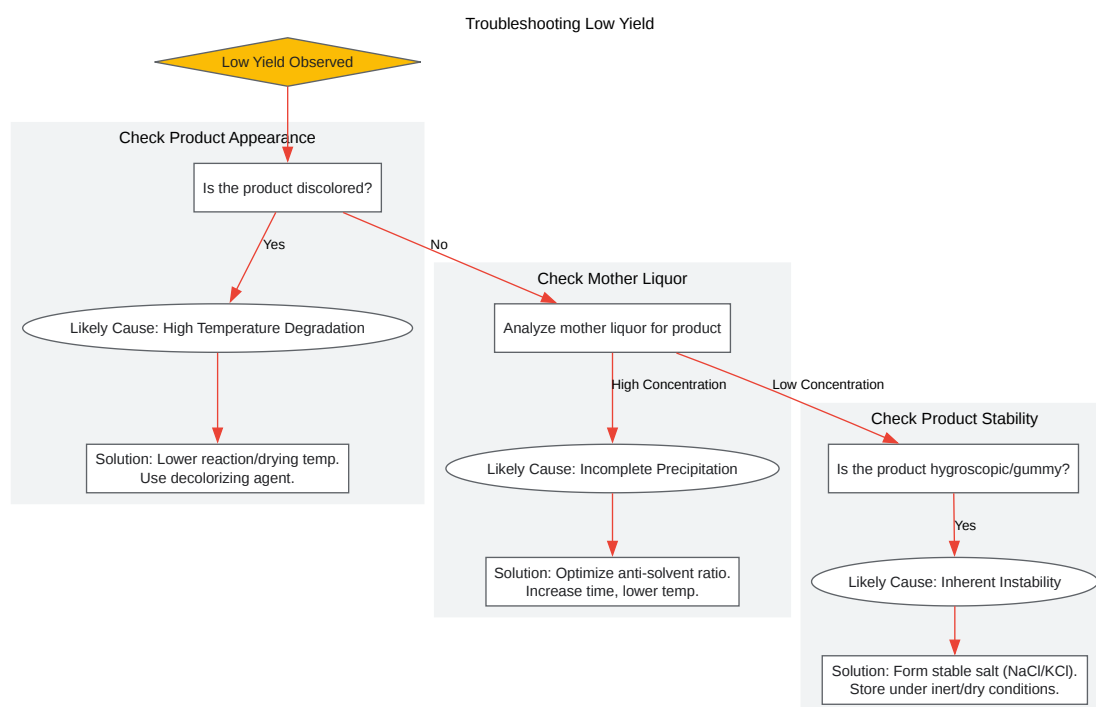 Troubleshooting Low Yield
Low Yield Observed
Check Product Appearance
Is the product discolored?
Yes
No
Likely Cause: High Temperature Degradation
Solution: Lower reaction/drying temp.
Use decolorizing agent.
Check Mother Liquor
Analyze mother liquor for product
High Concentration
Low Concentration
Likely Cause: Incomplete Precipitation
Solution: Optimize anti-solvent ratio.
Increase time, lower temp.
Check Product Stability
Is the product hygroscopic/gummy?
Yes
Likely Cause: Inherent Instability
Solution: Form stable salt (NaCl/KCl).
Store under inert/dry conditions.